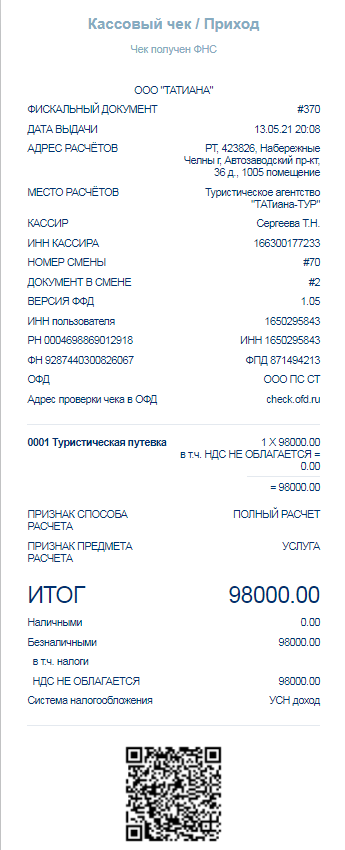 Кассовый чек / Приход
Чек получен ФНС
ООО "ТАТИАНА"
ФИСКАЛЬНЫЙ ДОКУМЕНТ #370
ДАТА ВЫДАЧИ 13.05.21 20:08
АДРЕС РАСЧЁТОВ РТ, 423826, Набережные
Челны г, Автозаводский пр-кт,
36 д., 1005 помещение
МЕСТО РАСЧЁТОВ Туристическое агентство
"ТАТиана-ТУР"
КАССИР Сергеева Т.Н.
ИНН КАССИРА 166300177233
НОМЕР СМЕНЫ #70
ДОКУМЕНТ В СМЕНЕ #2
ВЕРСИЯ ФФД 1.05
ИНН пользователя 1650295843
РН 0004698869012918 ИНН 1650295843
ФН 9287440300826067 ФПД 871494213
ОФД ООО ПС СТ
Адрес проверки чека в ОФД check.ofd.ru
0001 Туристическая путевка 1 X 98000.00
в т.ч. НДС НЕ ОБЛАГАЕТСЯ =
0.00
= 98000.00
ПРИЗНАК СПОСОБА ПОЛНЫЙ РАСЧЕТ
РАСЧЕТА
ПРИЗНАК ПРЕДМЕТА УСЛУГА
РАСЧЕТА
ИТОГ 98000.00
Наличными 0.00
Безналичными 98000.00
в т.ч. налоги
НДС НЕ ОБЛАГАЕТСЯ 98000.00
Система налогообложения УСН доход